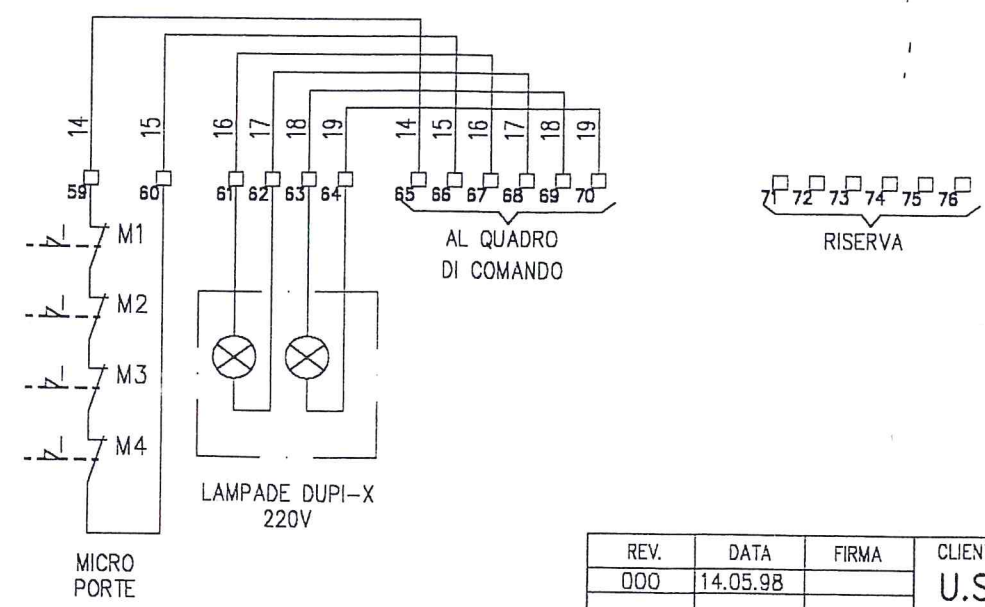 14 15 16 17 18 19 14 15 16 17 18 19
59 60 61 62 63 64 65 66 67 68 69 70 71 72 73 74 75 76
M1
M2
M3
M4
AL QUADRO
DI COMANDO
RISERVA
LAMPADE DUPI-X
220V
MICRO
PORTE
REV. DATA FIRMA
000 14.05.98